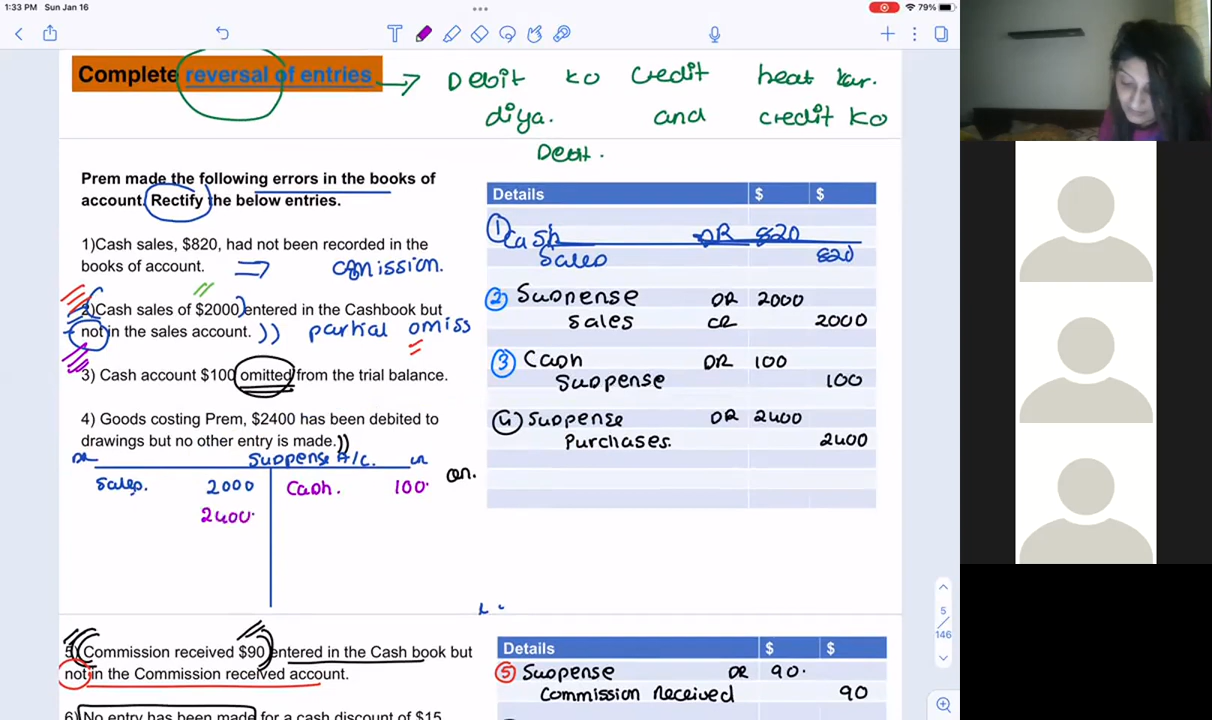 1:33 PM Sun Jan 16
79%
Complete reversal of entries
Debit ko credit
diya. and credit ko
Debit.
Prem made the following errors in the books of
account. Rectify the below entries.
1)Cash sales, $820, had not been recorded in the
books of account. omission.
2)Cash sales of $2000 entered in the Cashbook but
not in the sales account. )) partial omiss
3) Cash account $100 omitted from the trial balance.
4) Goods costing Prem, $2400 has been debited to
drawings but no other entry is made.))
DR Suspense A/C. CR
Sales. 2000 Cash. 100.
2400.
Details $ $
1 Cash DR 820
Sales 820
2 Suspense DR 2000
Sales CR 2000
3 Cash DR 100
Suspense 100
4 Suspense DR 2400
Purchases. 2400
5
146
5) Commission received $90 entered in the Cash book but
not in the Commission received account.
6) No entry has been made for a cash discount of $15
Details $ $
5 Suspense DR 90.
Commission Received 90